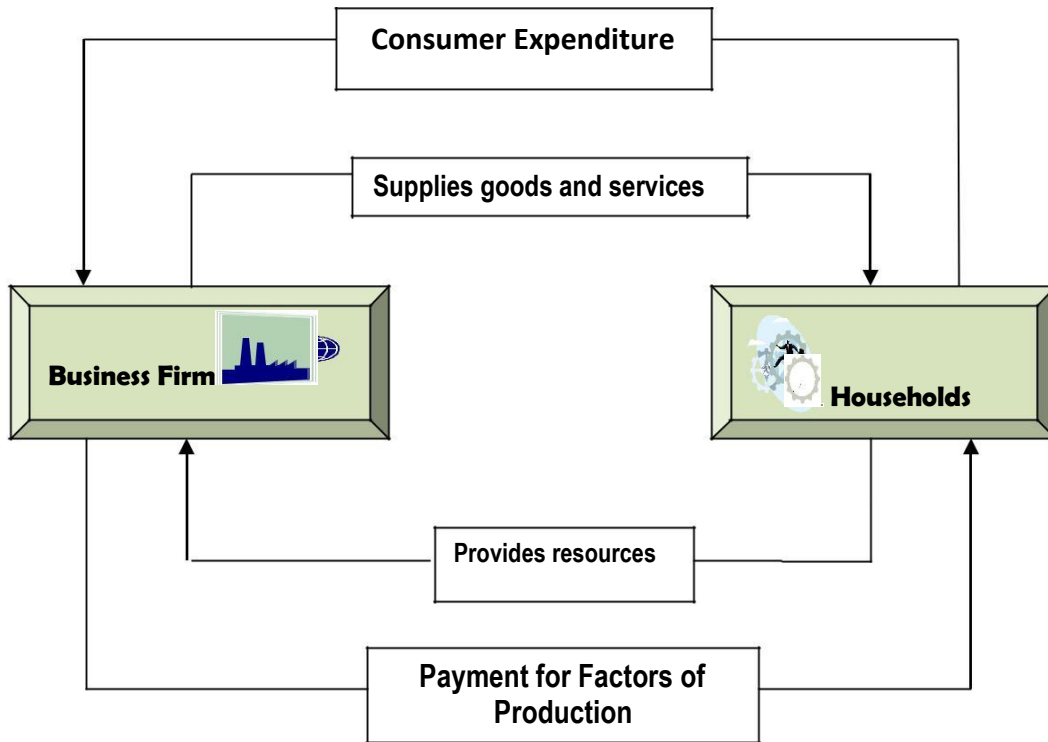 Consumer Expenditure
Supplies goods and services
Business Firm
Households
Provides resources
Payment for Factors of
Production